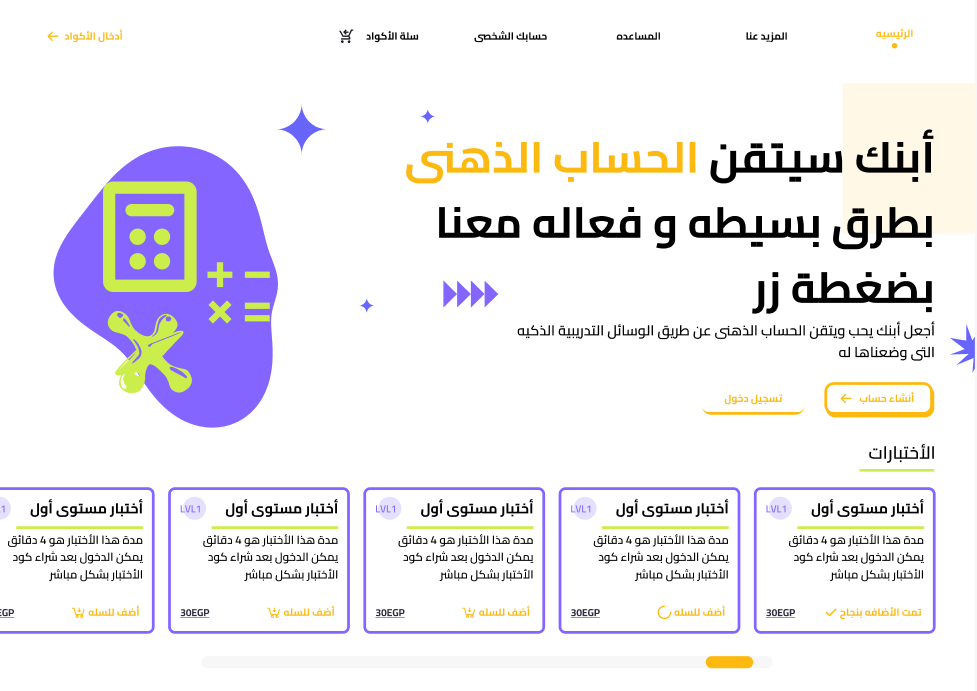 الرئيسيه
المزيد عنا
المساعده
حسابك الشخصى
سلة الأكواد
أدخال الأكواد
أبنك سيتقن الحساب الذهنى
بطرق بسيطه و فعاله معنا
بضغطة زر
أجعل أبنك يحب ويتقن الحساب الذهنى عن طريق الوسائل التدريبية الذكيه
التى وضعناها له
أنشاء حساب
تسجيل دخول
الأختبارات
أختبار مستوى أول
LVL1
مدة هذا الأختبار هو 4 دقائق
يمكن الدخول بعد شراء كود
الأختبار بشكل مباشر
تمت الأضافه بنجاح
30EGP
أختبار مستوى أول
LVL1
مدة هذا الأختبار هو 4 دقائق
يمكن الدخول بعد شراء كود
الأختبار بشكل مباشر
أضف للسله
30EGP
أختبار مستوى أول
LVL1
مدة هذا الأختبار هو 4 دقائق
يمكن الدخول بعد شراء كود
الأختبار بشكل مباشر
أضف للسله
30EGP
أختبار مستوى أول
LVL1
مدة هذا الأختبار هو 4 دقائق
يمكن الدخول بعد شراء كود
الأختبار بشكل مباشر
أضف للسله
30EGP
أختبار مستوى أول
مدة هذا الأختبار هو 4 دقائق
يمكن الدخول بعد شراء كود
الأختبار بشكل مباشر
أضف للسله